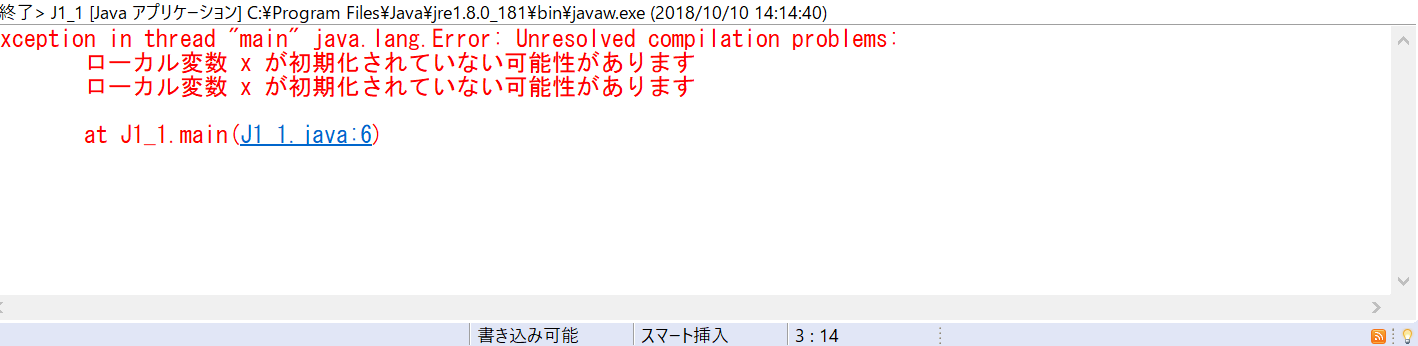 終了> J1_1 [Java アプリケーション] C:¥Program Files¥Java¥jre1.8.0_181¥bin¥javaw.exe (2018/10/10 14:14:40)
xception in thread "main" java.lang.Error: Unresolved compilation problems:
ローカル変数 x が初期化されていない可能性があります
ローカル変数 x が初期化されていない可能性があります
at J1_1.main(J1_1.java:6)
書き込み可能 スマート挿入 3 : 14